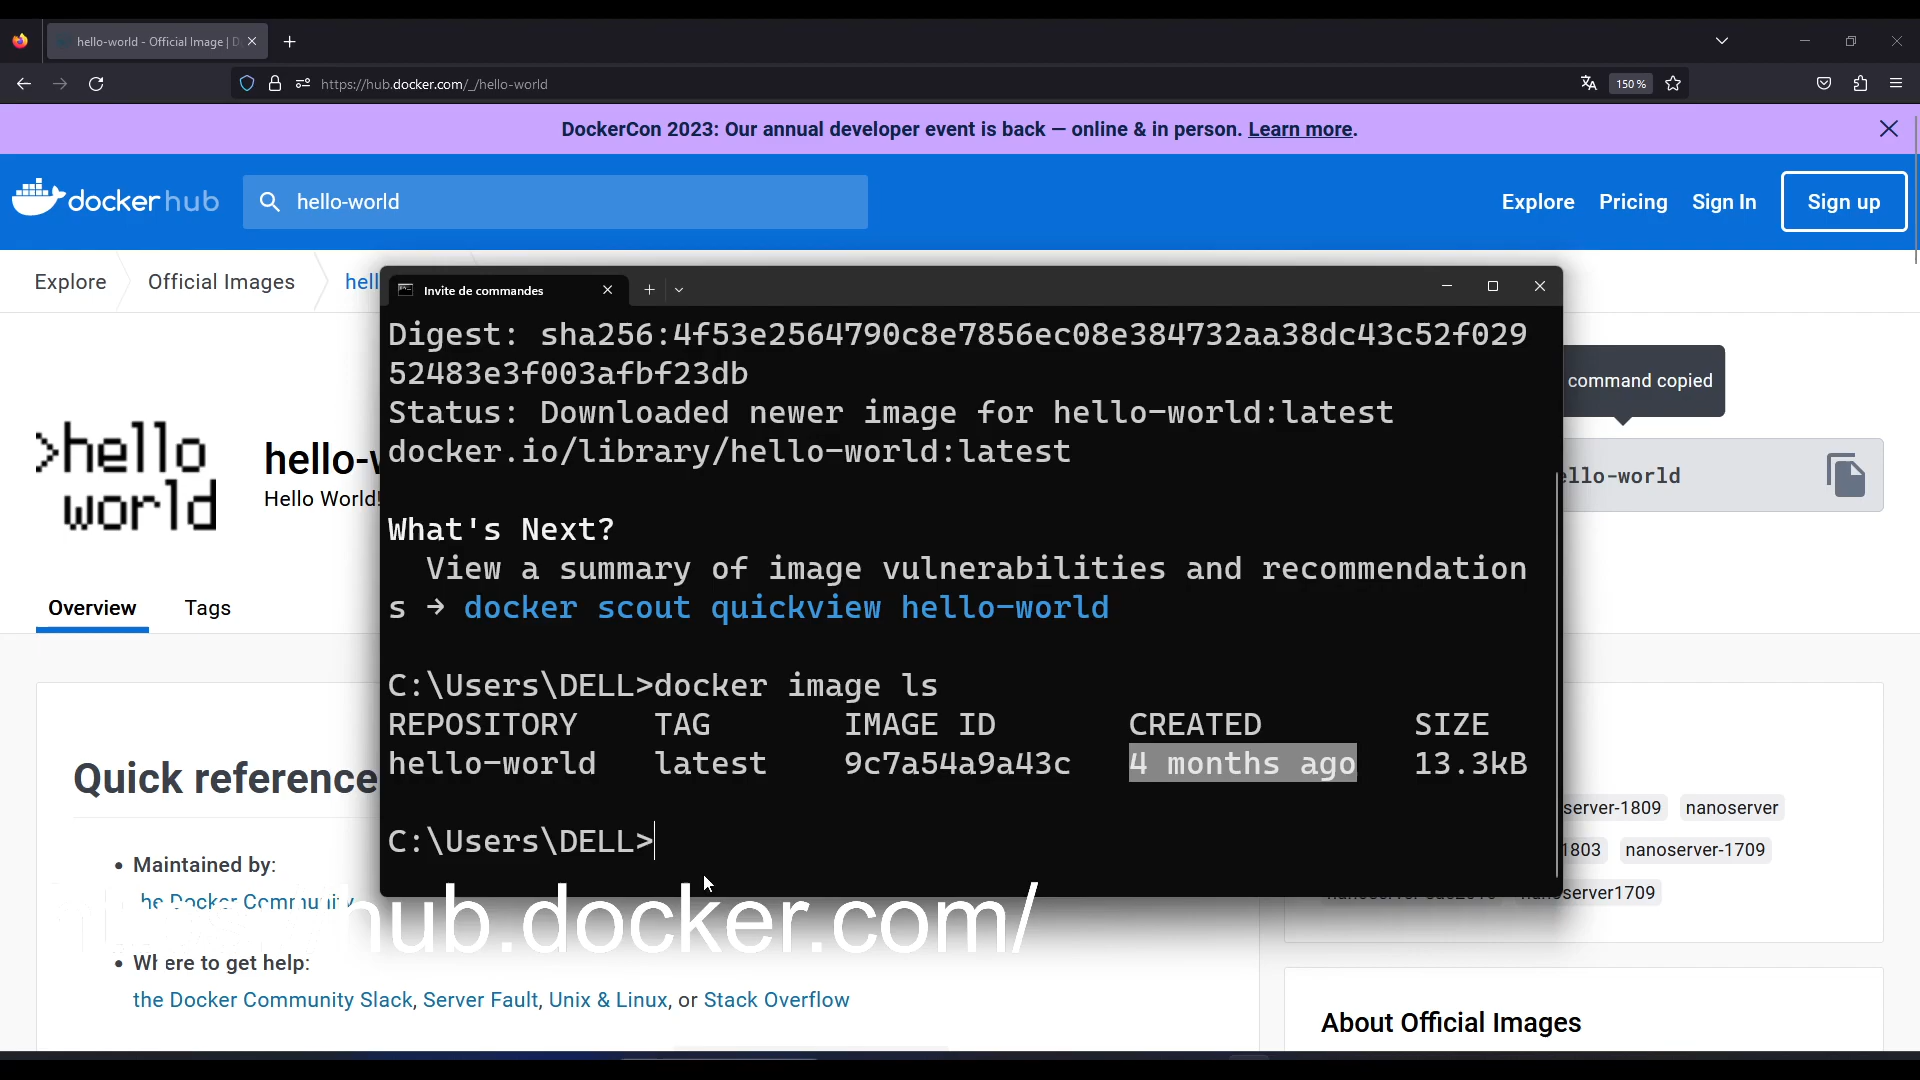 hello-world - Official Image | D
https://hub.docker.com/_/hello-world
150 %
DockerCon 2023: Our annual developer event is back — online & in person. Learn more.
docker hub
hello-world
Explore
Pricing
Sign In
Sign up
Explore
Official Images
hell
Invite de commandes
Digest: sha256:4f53e2564790c8e7856ec08e384732aa38dc43c52f029
52483e3f003afbf23db
Status: Downloaded newer image for hello-world:latest
docker.io/library/hello-world:latest
What's Next?
View a summary of image vulnerabilities and recommendation
s → docker scout quickview hello-world
C:\Users\DELL>docker image ls
REPOSITORY TAG IMAGE ID CREATED SIZE
hello-world latest 9c7a54a9a43c 4 months ago 13.3kB
C:\Users\DELL>
command copied
ello-world
>hello
world
hello-w
Hello World!
Overview
Tags
Quick reference
Maintained by:
he Docker Community
hub.docker.com/
Where to get help:
the Docker Community Slack, Server Fault, Unix & Linux, or Stack Overflow
server-1809
nanoserver
1803
nanoserver-1709
server1709
About Official Images